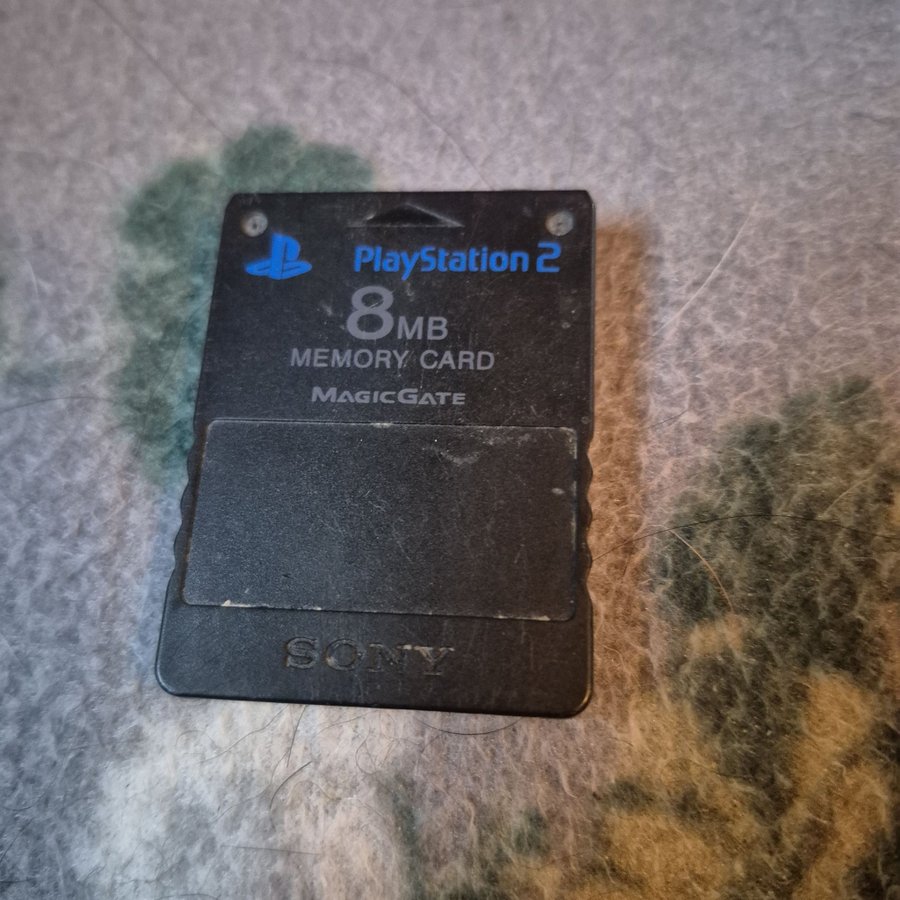 PlayStation 2
8MB
MEMORY CARD
MAGICGATE
SONY